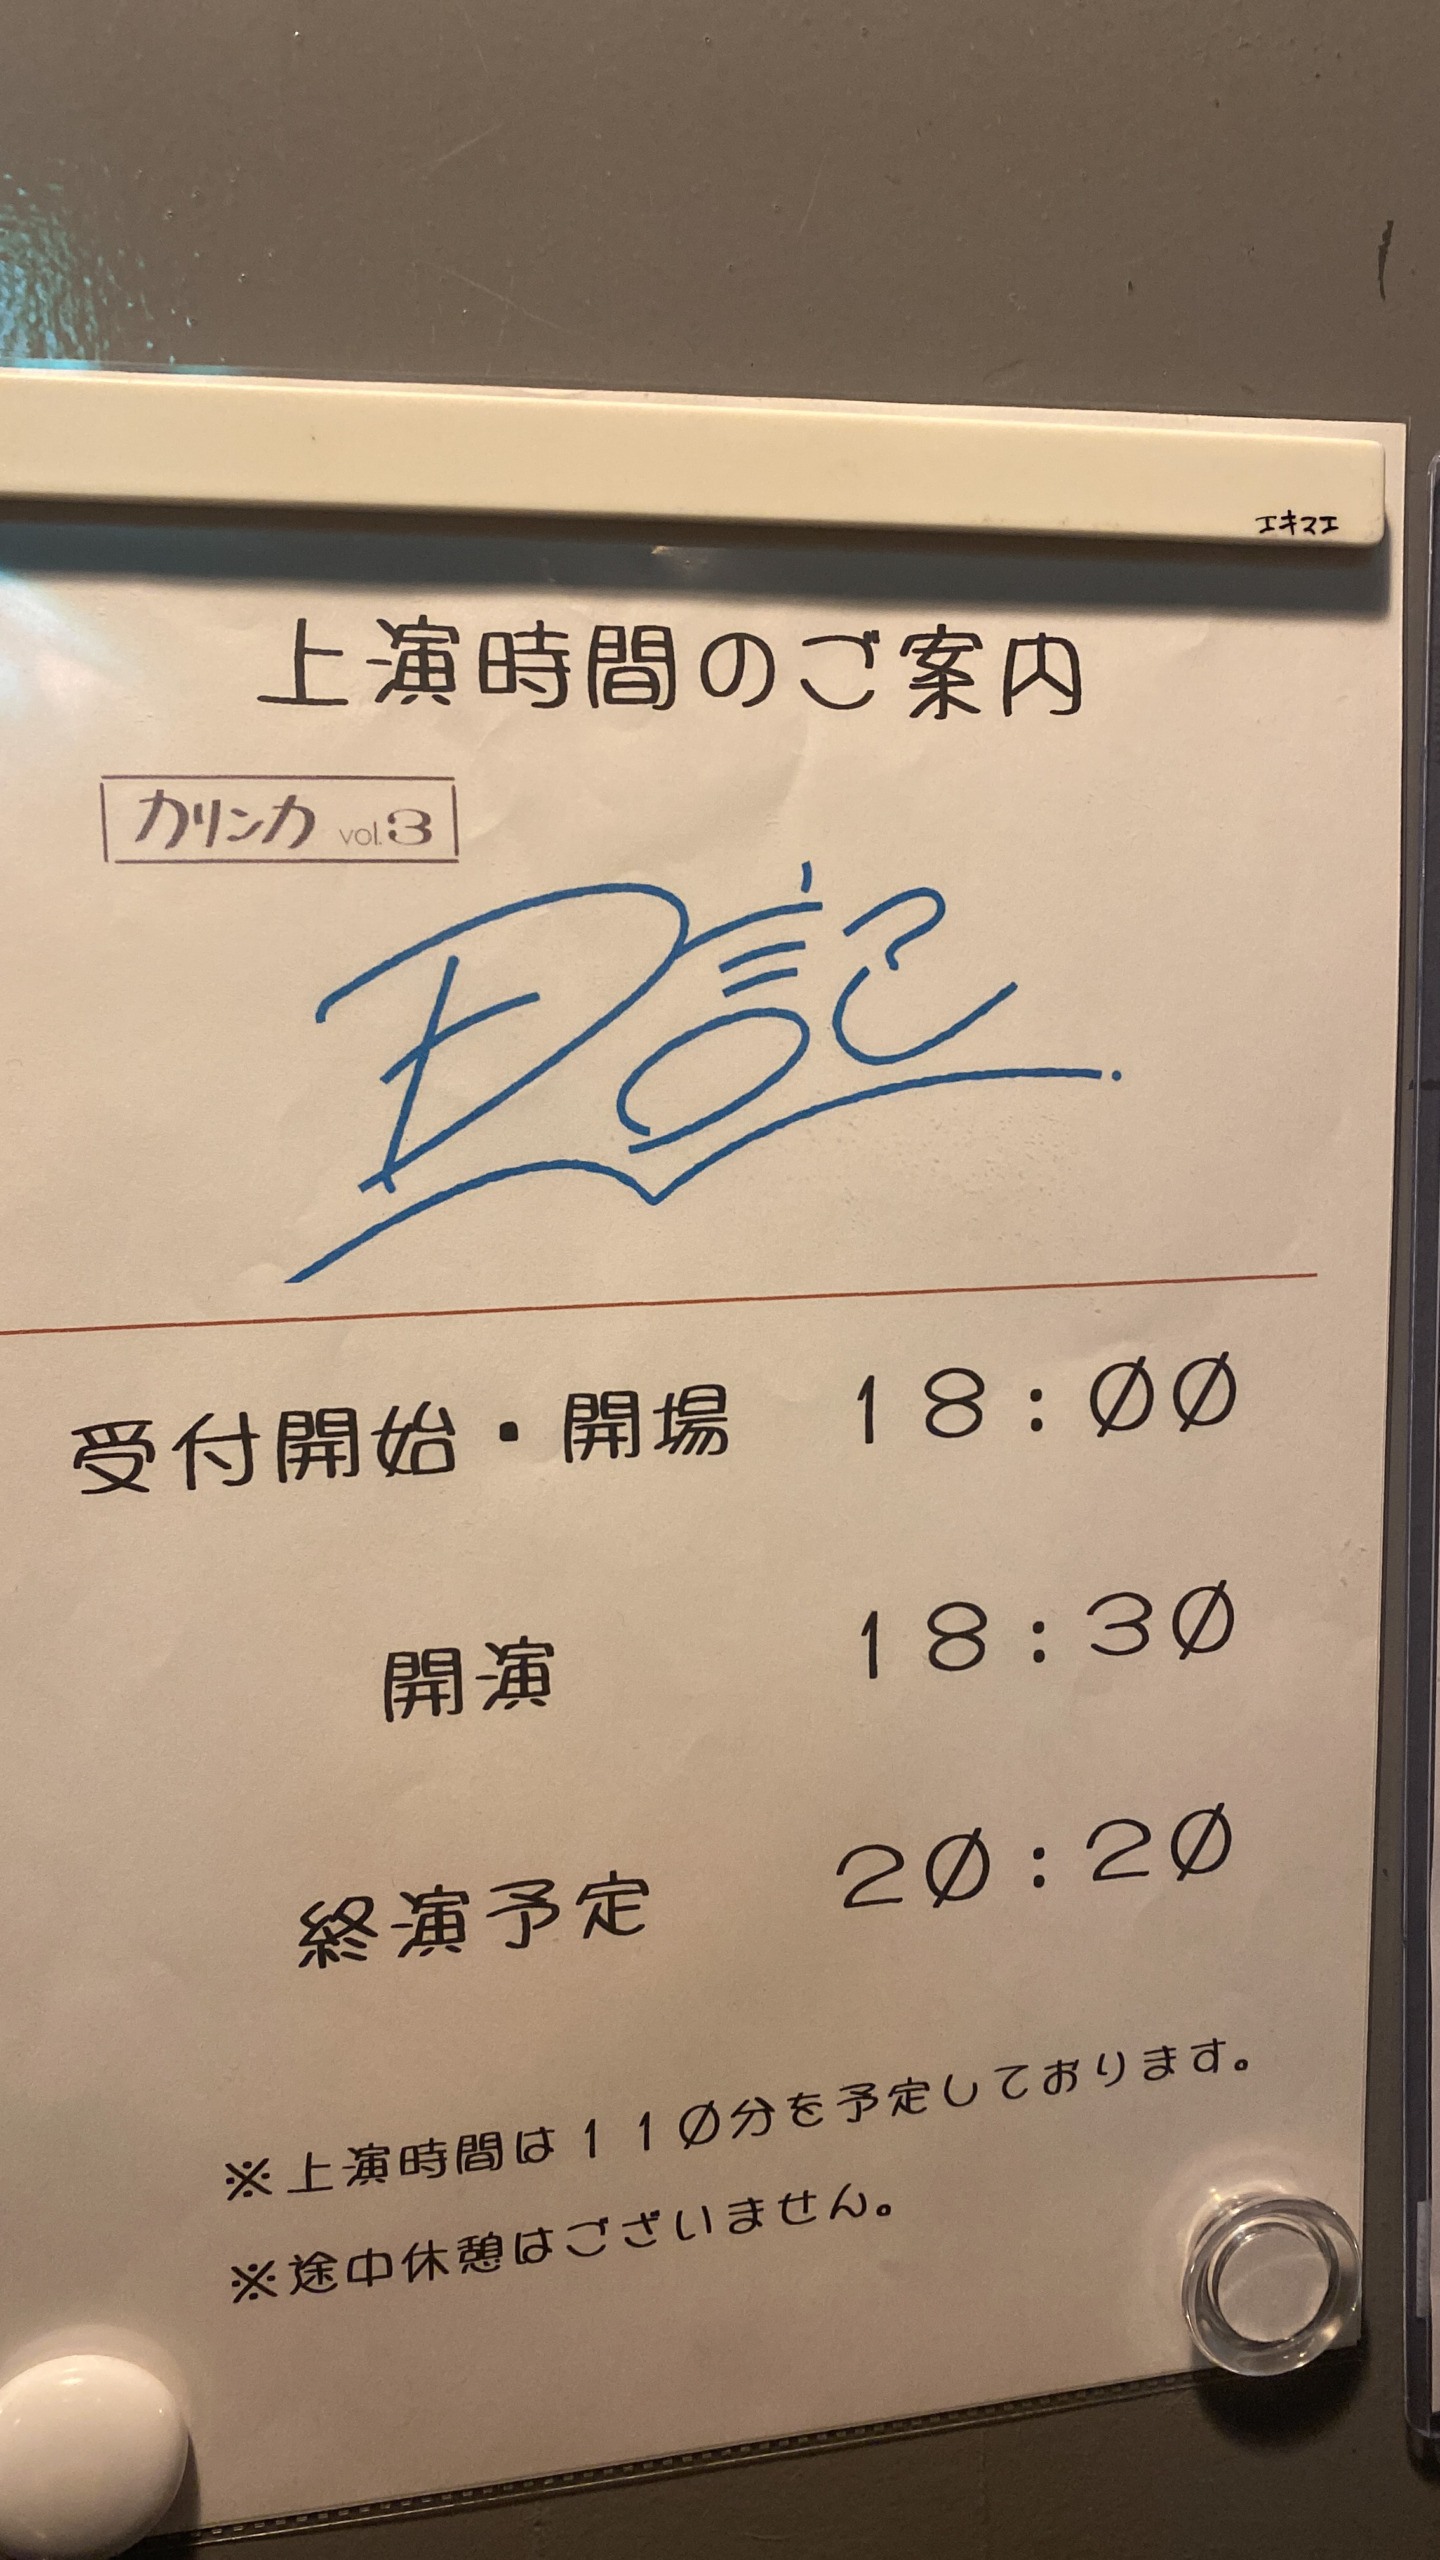 エキマエ
上演時間のご案内
カリンカ vol.3
受付開始・開場 18:00
開演 18:30
終演予定 20:20
※上演時間は110分を予定しております。
※途中休憩はございません。